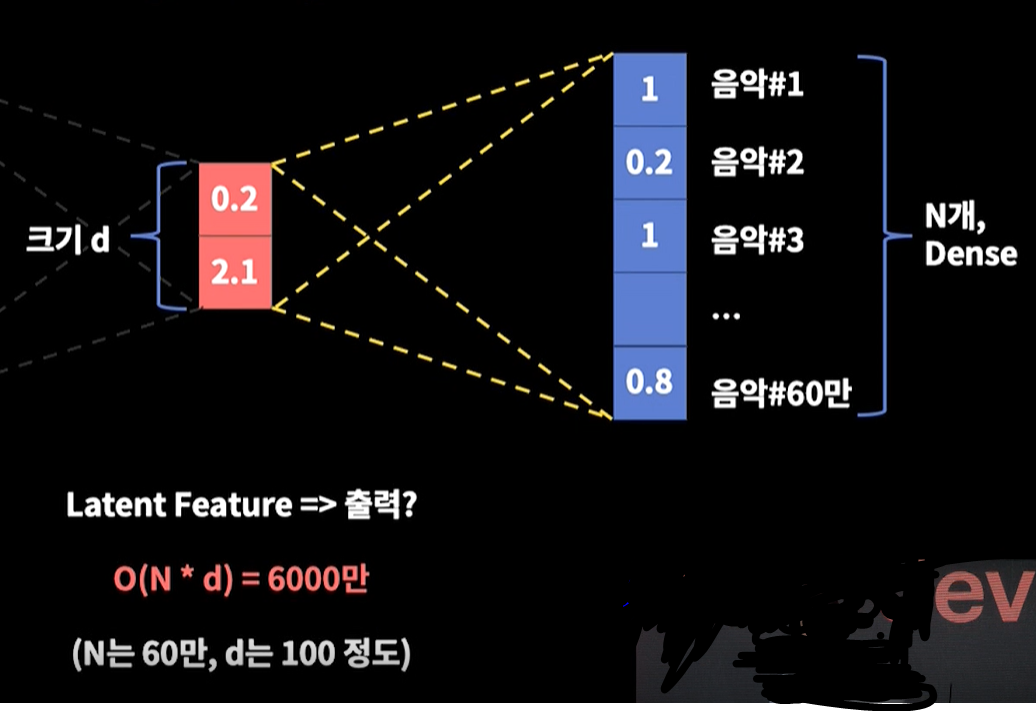 크기 d
0.2
2.1
1
0.2
1
0.8
음악#1
음악#2
음악#3
...
음악#60만
N개,
Dense
Latent Feature => 출력?
O(N * d) = 6000만
(N는 60만, d는 100 정도)